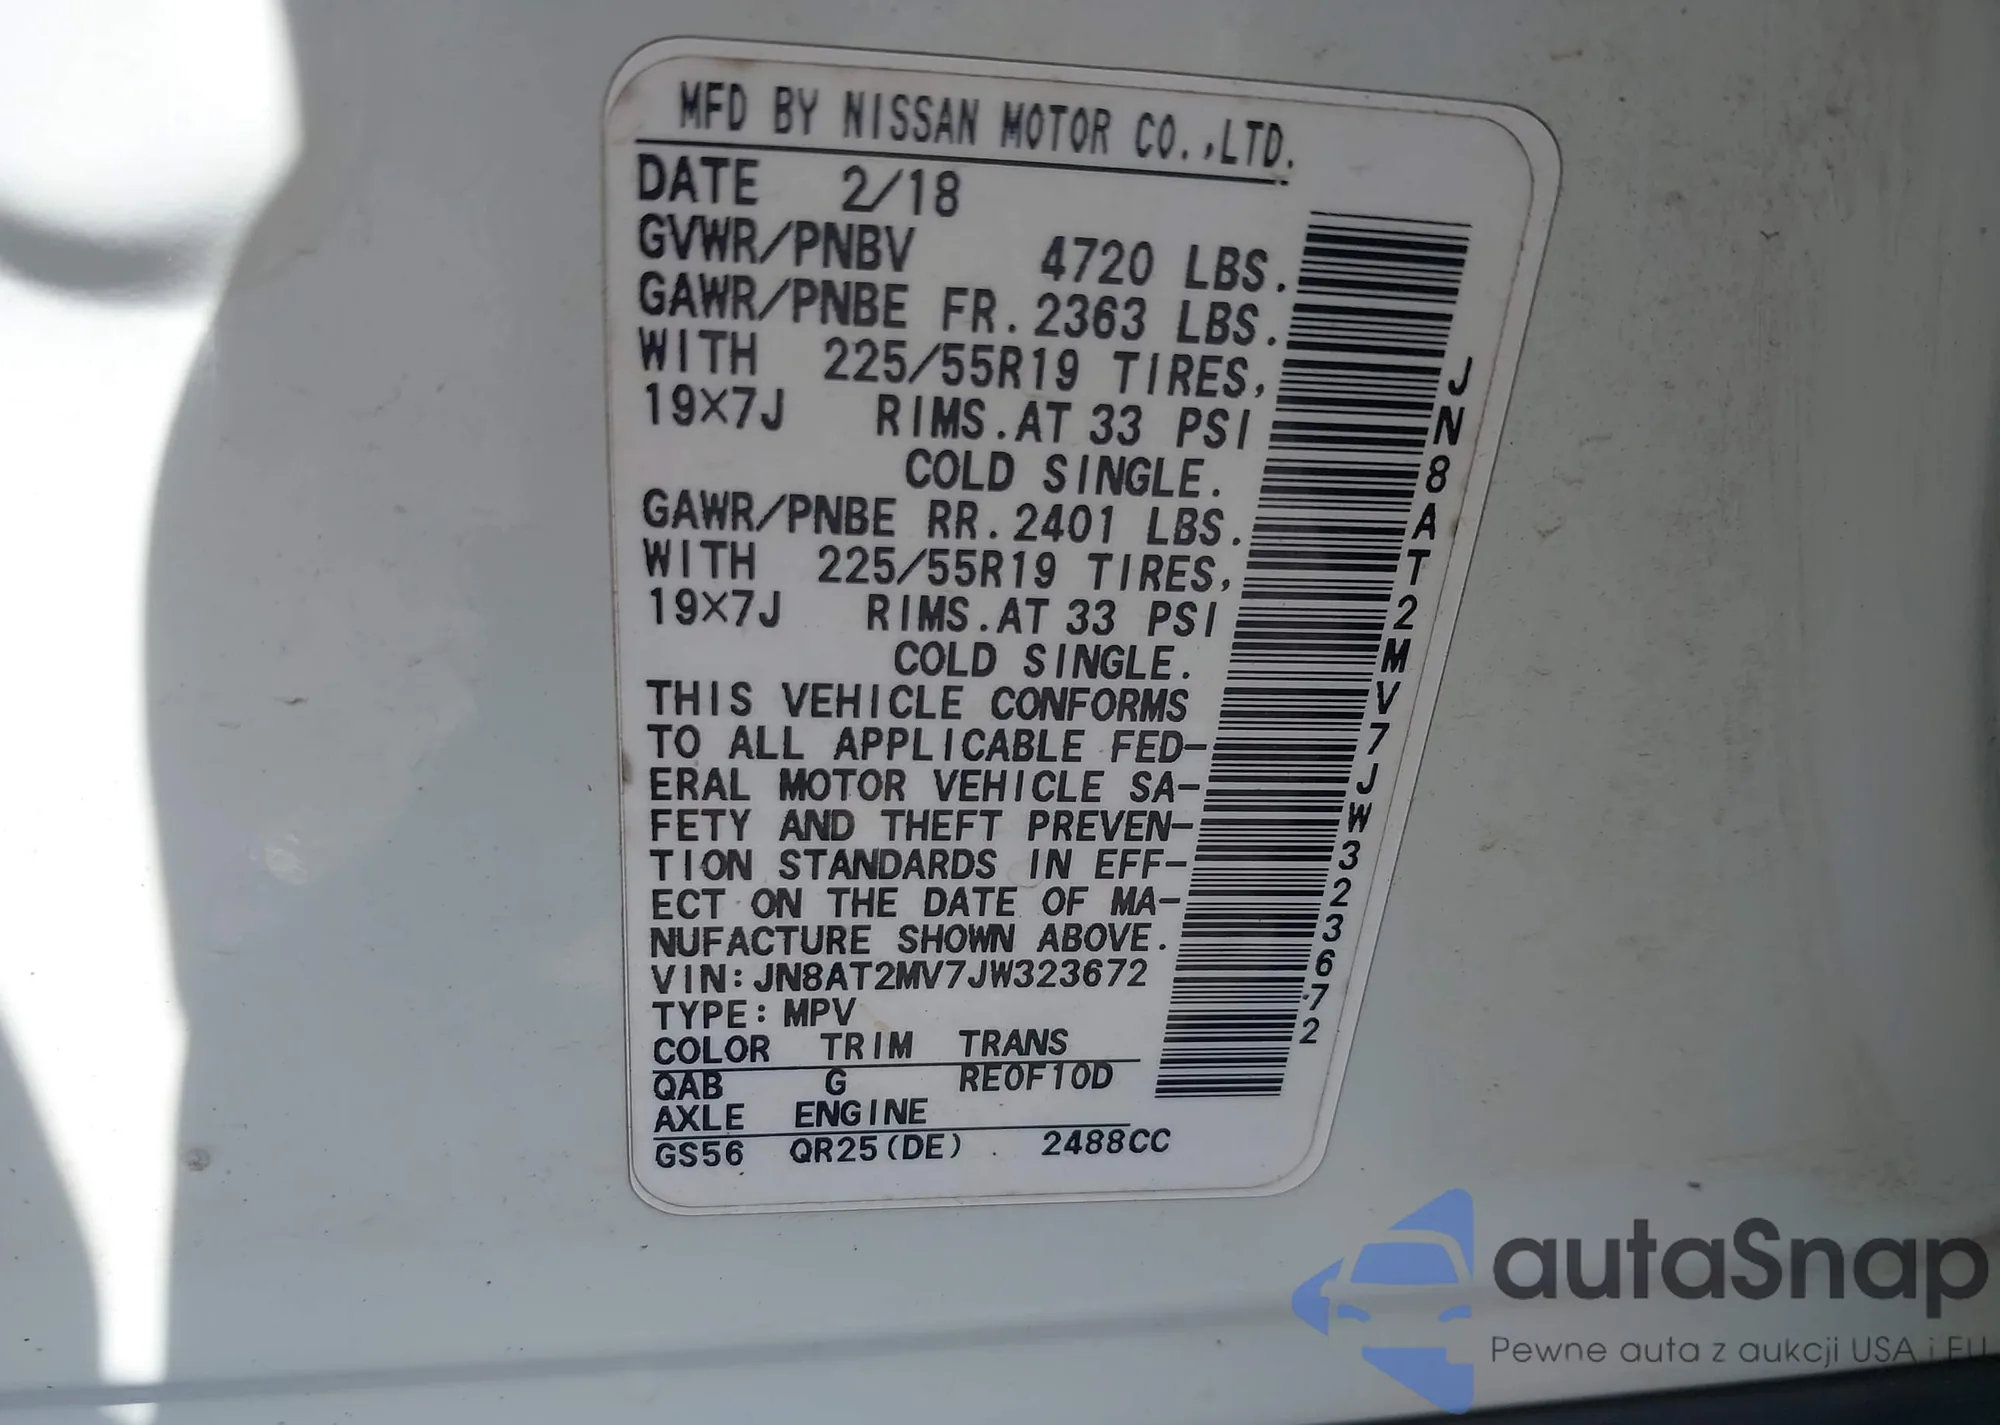 MFD BY NISSAN MOTOR CO.,LTD.
DATE 2/18
GVWR/PNBV 4720 LBS.
GAWR/PNBE FR. 2363 LBS.
WITH 225/55R19 TIRES,
19×7J RIMS.AT 33 PSI
COLD SINGLE.
GAWR/PNBE RR. 2401 LBS.
WITH 225/55R19 TIRES,
19×7J RIMS.AT 33 PSI
COLD SINGLE.
THIS VEHICLE CONFORMS
TO ALL APPLICABLE FED-
ERAL MOTOR VEHICLE SA-
FETY AND THEFT PREVEN-
TION STANDARDS IN EFF-
ECT ON THE DATE OF MA-
NUFACTURE SHOWN ABOVE.
VIN:JN8AT2MV7JW323672
TYPE:MPV
COLOR TRIM TRANS
QAB G RE0F10D
AXLE ENGINE
GS56 QR25(DE) 2488CC
JN8AT2MV7JW323672
autaSnap
Pewne auta z aukcji USA i EU